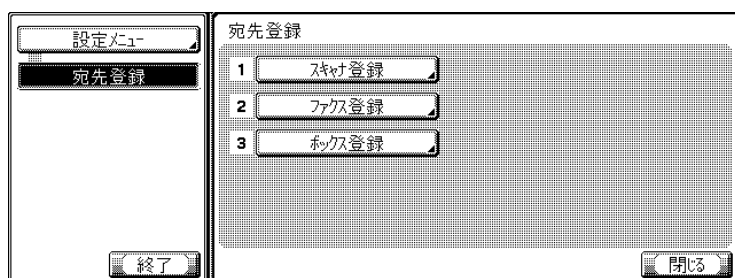 設定メニュー
宛先登録
終了
宛先登録
1 スキャナ登録
2 ファクス登録
3 ボックス登録
閉じる